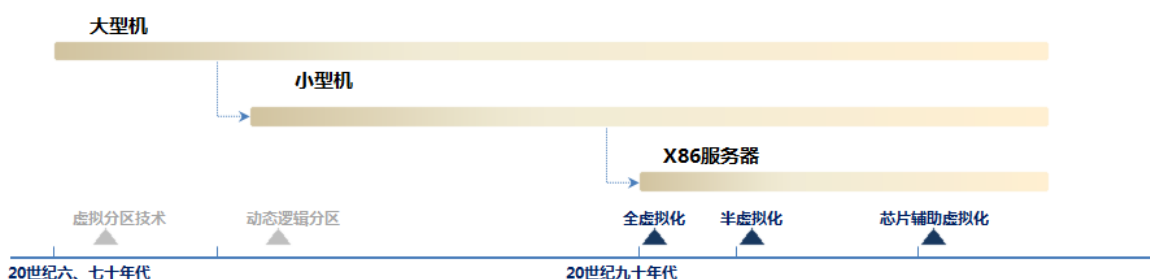 大型机
小型机
X86服务器
虚拟分区技术
动态逻辑分区
全虚拟化
半虚拟化
芯片辅助虚拟化
20世纪六、七十年代
20世纪九十年代